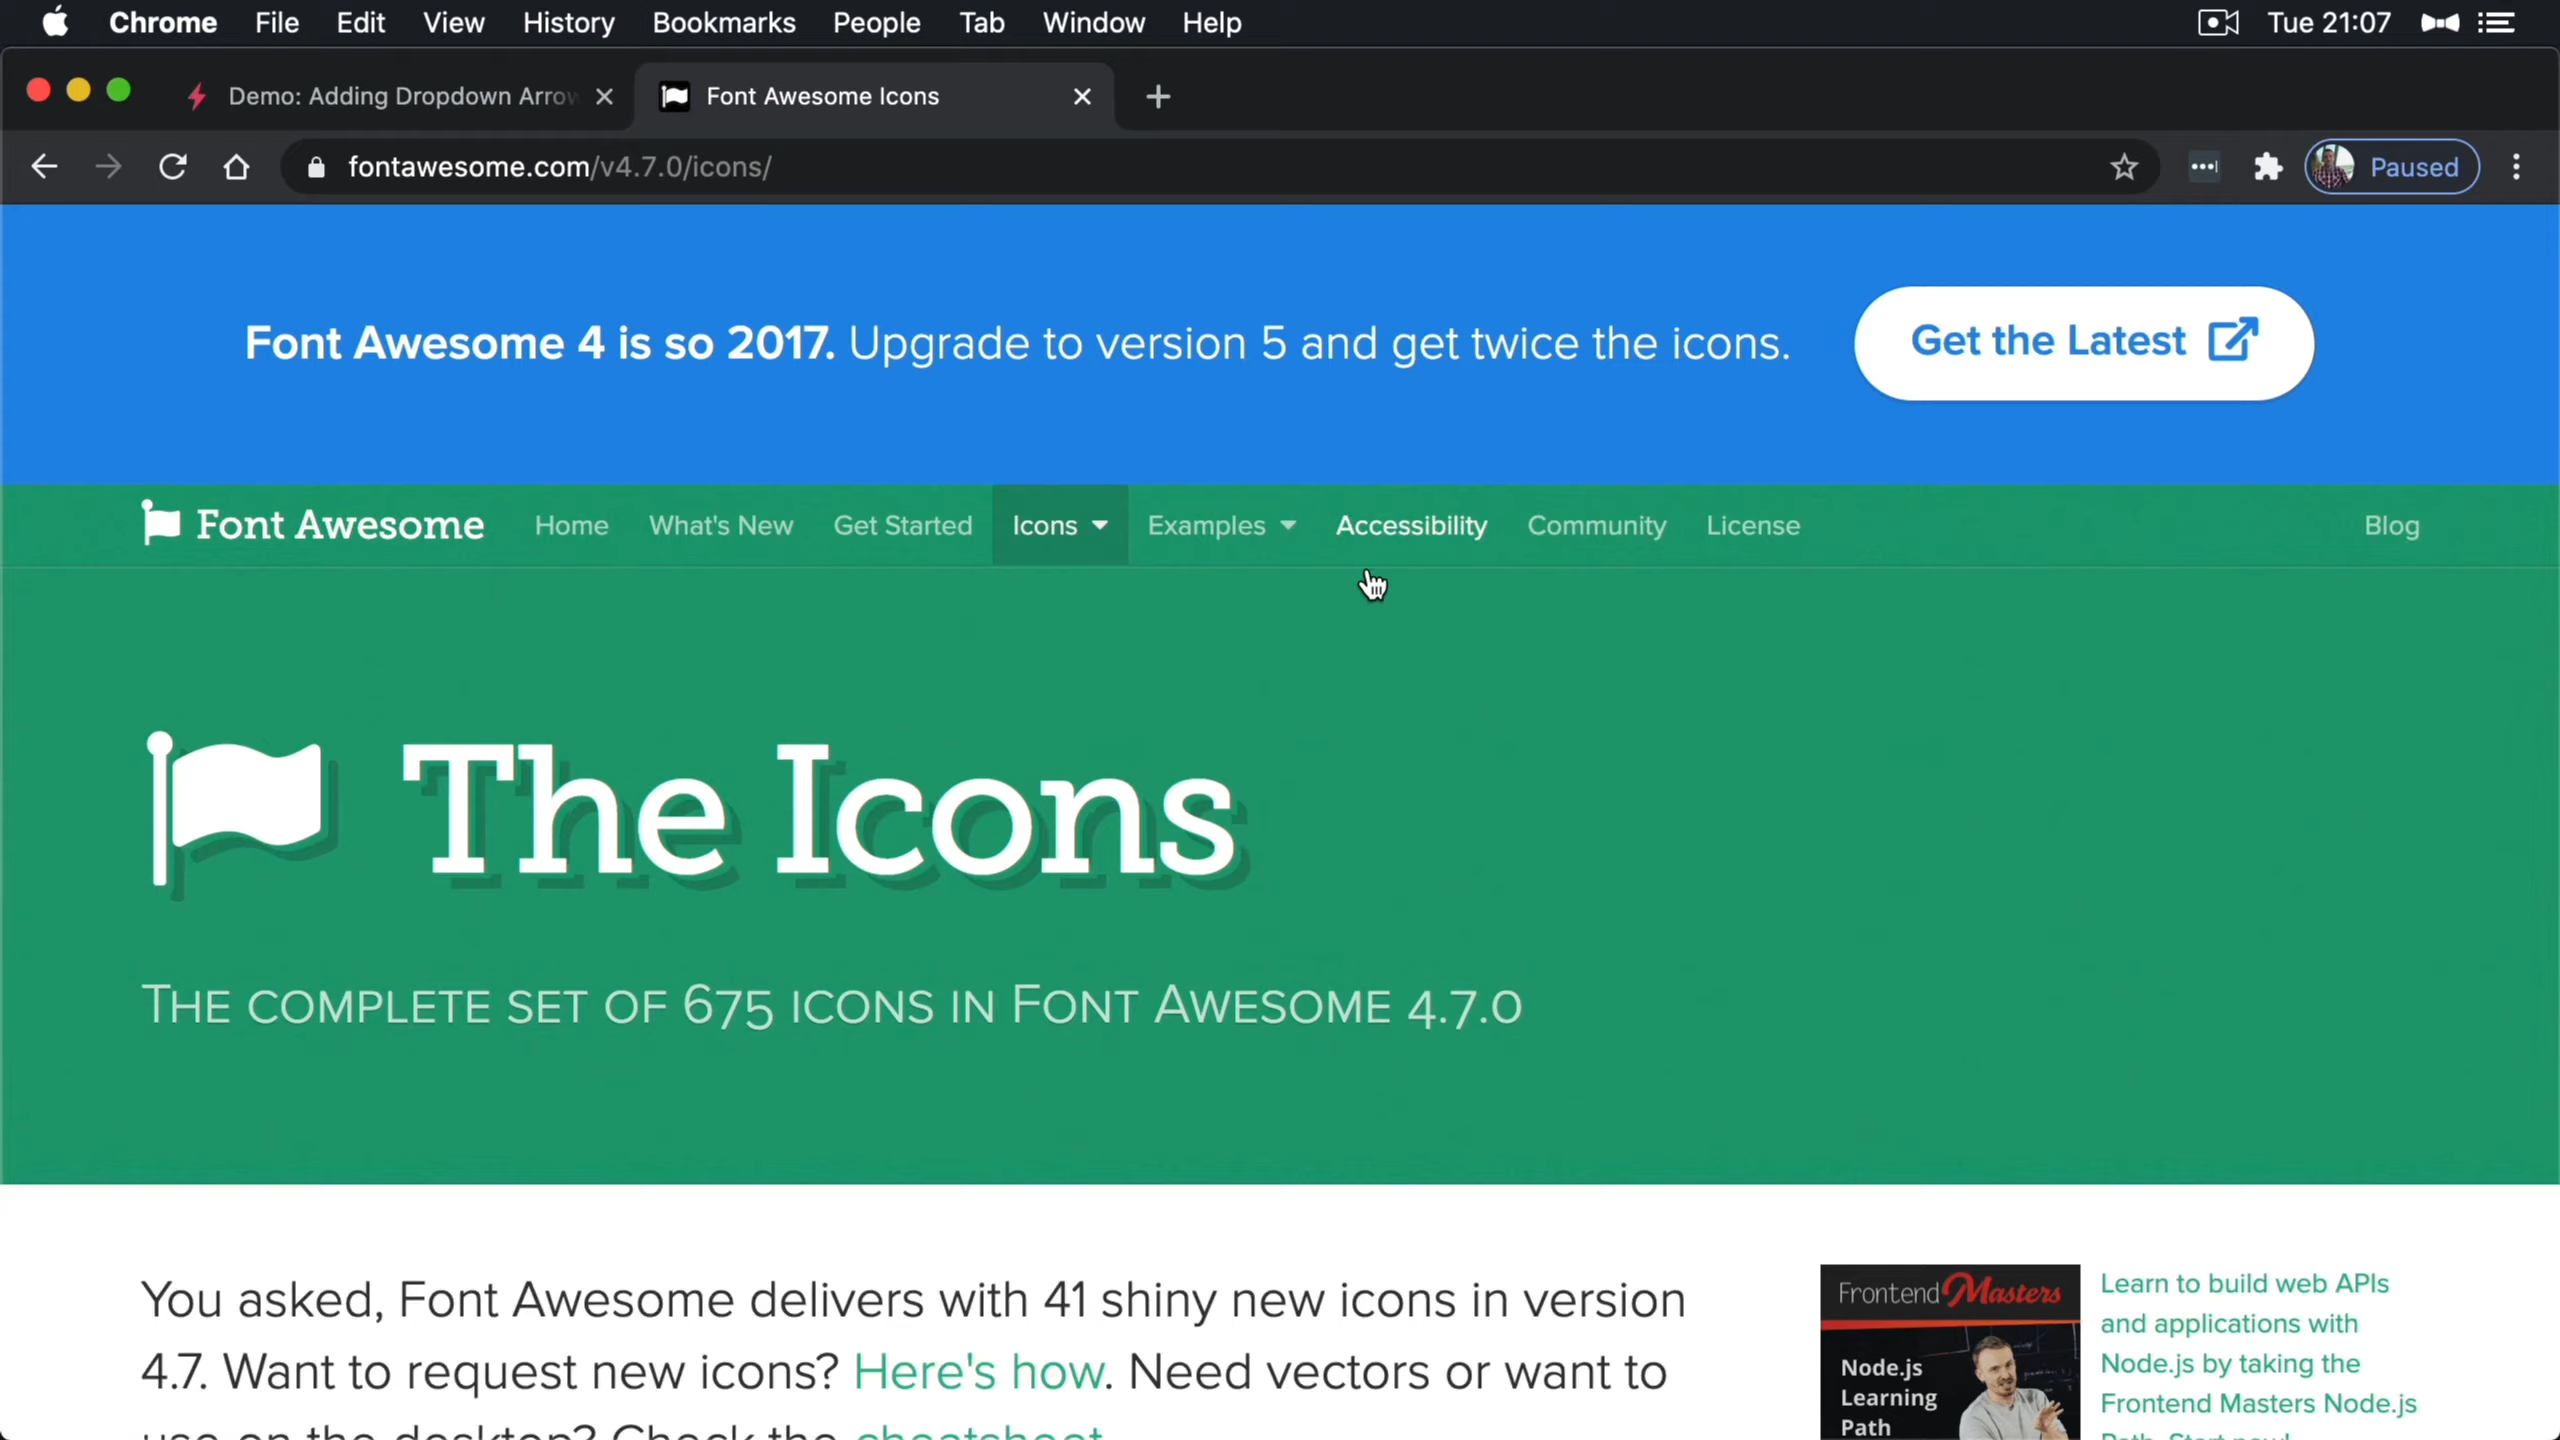 Chrome File Edit View History Bookmarks People Tab Window Help Tue 21:07
Demo: Adding Dropdown Arrow Font Awesome Icons
fontawesome.com/v4.7.0/icons/ Paused
Font Awesome 4 is so 2017. Upgrade to version 5 and get twice the icons. Get the Latest
Font Awesome Home What's New Get Started Icons Examples Accessibility Community License Blog
The Icons
The complete set of 675 icons in Font Awesome 4.7.0
You asked, Font Awesome delivers with 41 shiny new icons in version
4.7. Want to request new icons? Here's how. Need vectors or want to
use on the desktop? Check the cheatsheet
Frontend Masters
Node.js
Learning
Path
Learn to build web APIs
and applications with
Node.js by taking the
Frontend Masters Node.js